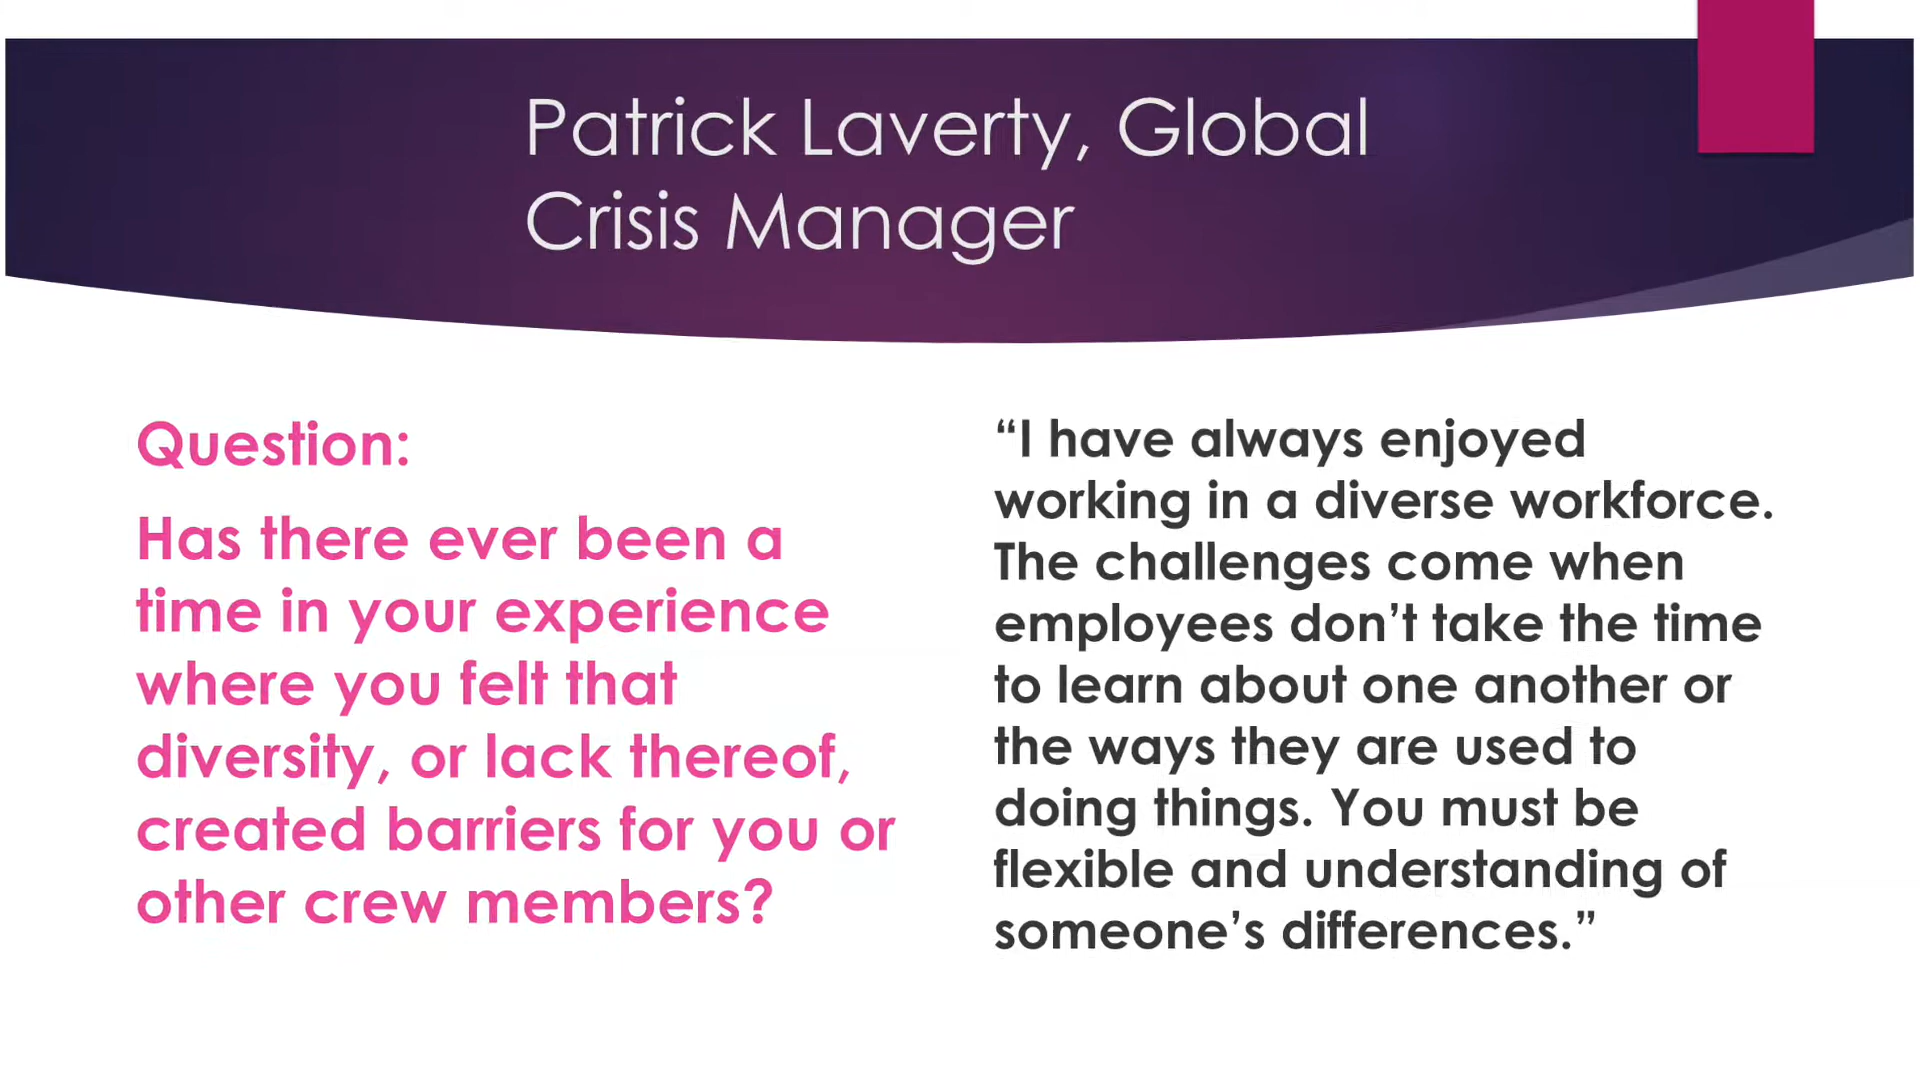 Patrick Laverty, Global
Crisis Manager
Question:
Has there ever been a
time in your experience
where you felt that
diversity, or lack thereof,
created barriers for you or
other crew members?
“I have always enjoyed
working in a diverse workforce.
The challenges come when
employees don’t take the time
to learn about one another or
the ways they are used to
doing things. You must be
flexible and understanding of
someone’s differences.”